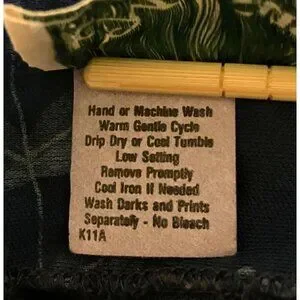 Hand or Machine Wash
Warm Gentle Cycle
Drip Dry or Cool Tumble
Low Setting
Remove Promptly
Cool Iron If Needed
Wash Darks and Prints
Separately - No Bleach
K11A